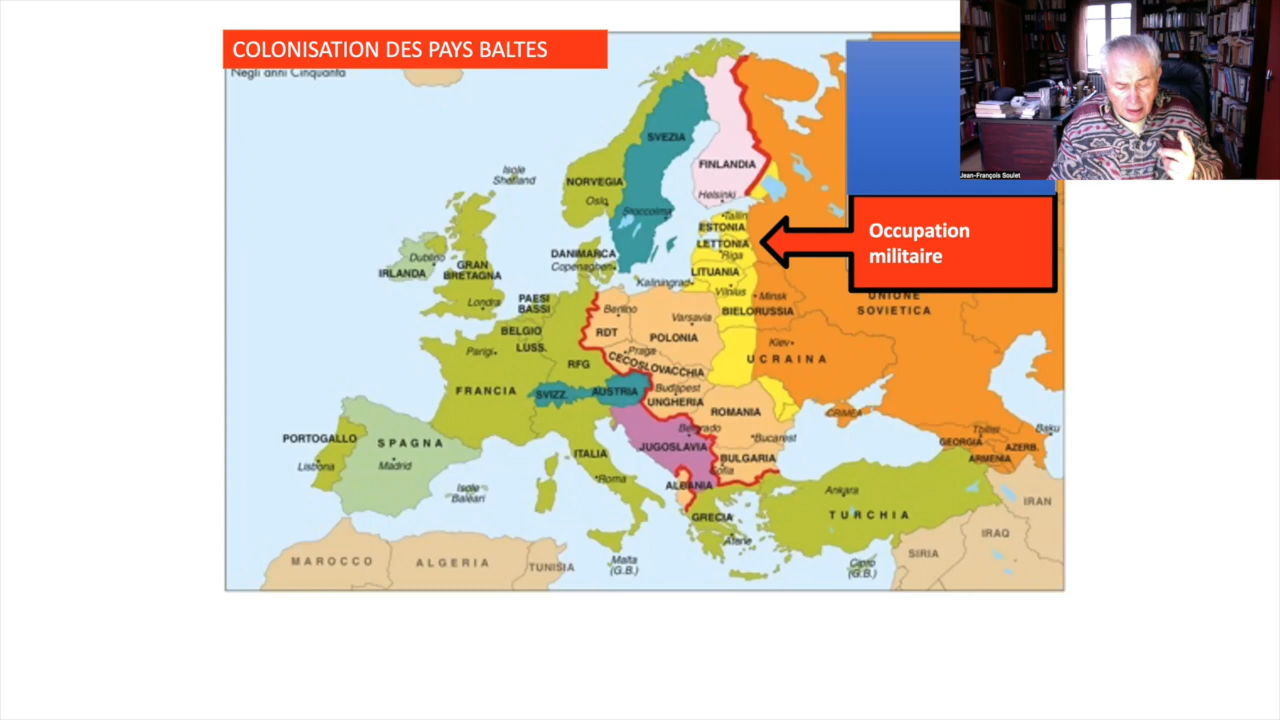 COLONISATION DES PAYS BALTES
Negli anni Cinquanta
Jean-François Soulet
SVEZIA
FINLANDIA
Isole
Shetland
NORVEGIA
Helsinki
Oslo
Stoccolma
Tallin
ESTONIA
Occupation
militaire
LETTONIA
Riga
DANIMARCA
Copenaghen
Dublino
IRLANDA
GRAN
BRETAGNA
LITUANIA
Kaliningrad
Vilnius
Minsk
UNIONE
SOVIETICA
Londra
PAESI
BASSI
Berlino
BIELORUSSIA
Varsavia
BELGIO
RDT
POLONIA
LUSS.
Parigi
Praga
Kiev
CECOSLOVACCHIA
UCRAINA
RFG
FRANCIA
SVIZZ.
AUSTRIA
Budapest
UNGHERIA
ROMANIA
CRIMEA
PORTOGALLO
SPAGNA
Belgrado
Bucarest
Tbilisi
Baku
GEORGIA
AZERB.
ARMENIA
JUGOSLAVIA
ITALIA
BULGARIA
Sofia
Lisbona
Madrid
Roma
ALBANIA
Isole
Baleari
Ankara
TURCHIA
IRAN
GRECIA
Atene
IRAQ
SIRIA
MAROCCO
ALGERIA
TUNISIA
Malta
(G.B.)
Cipro
(G.B.)